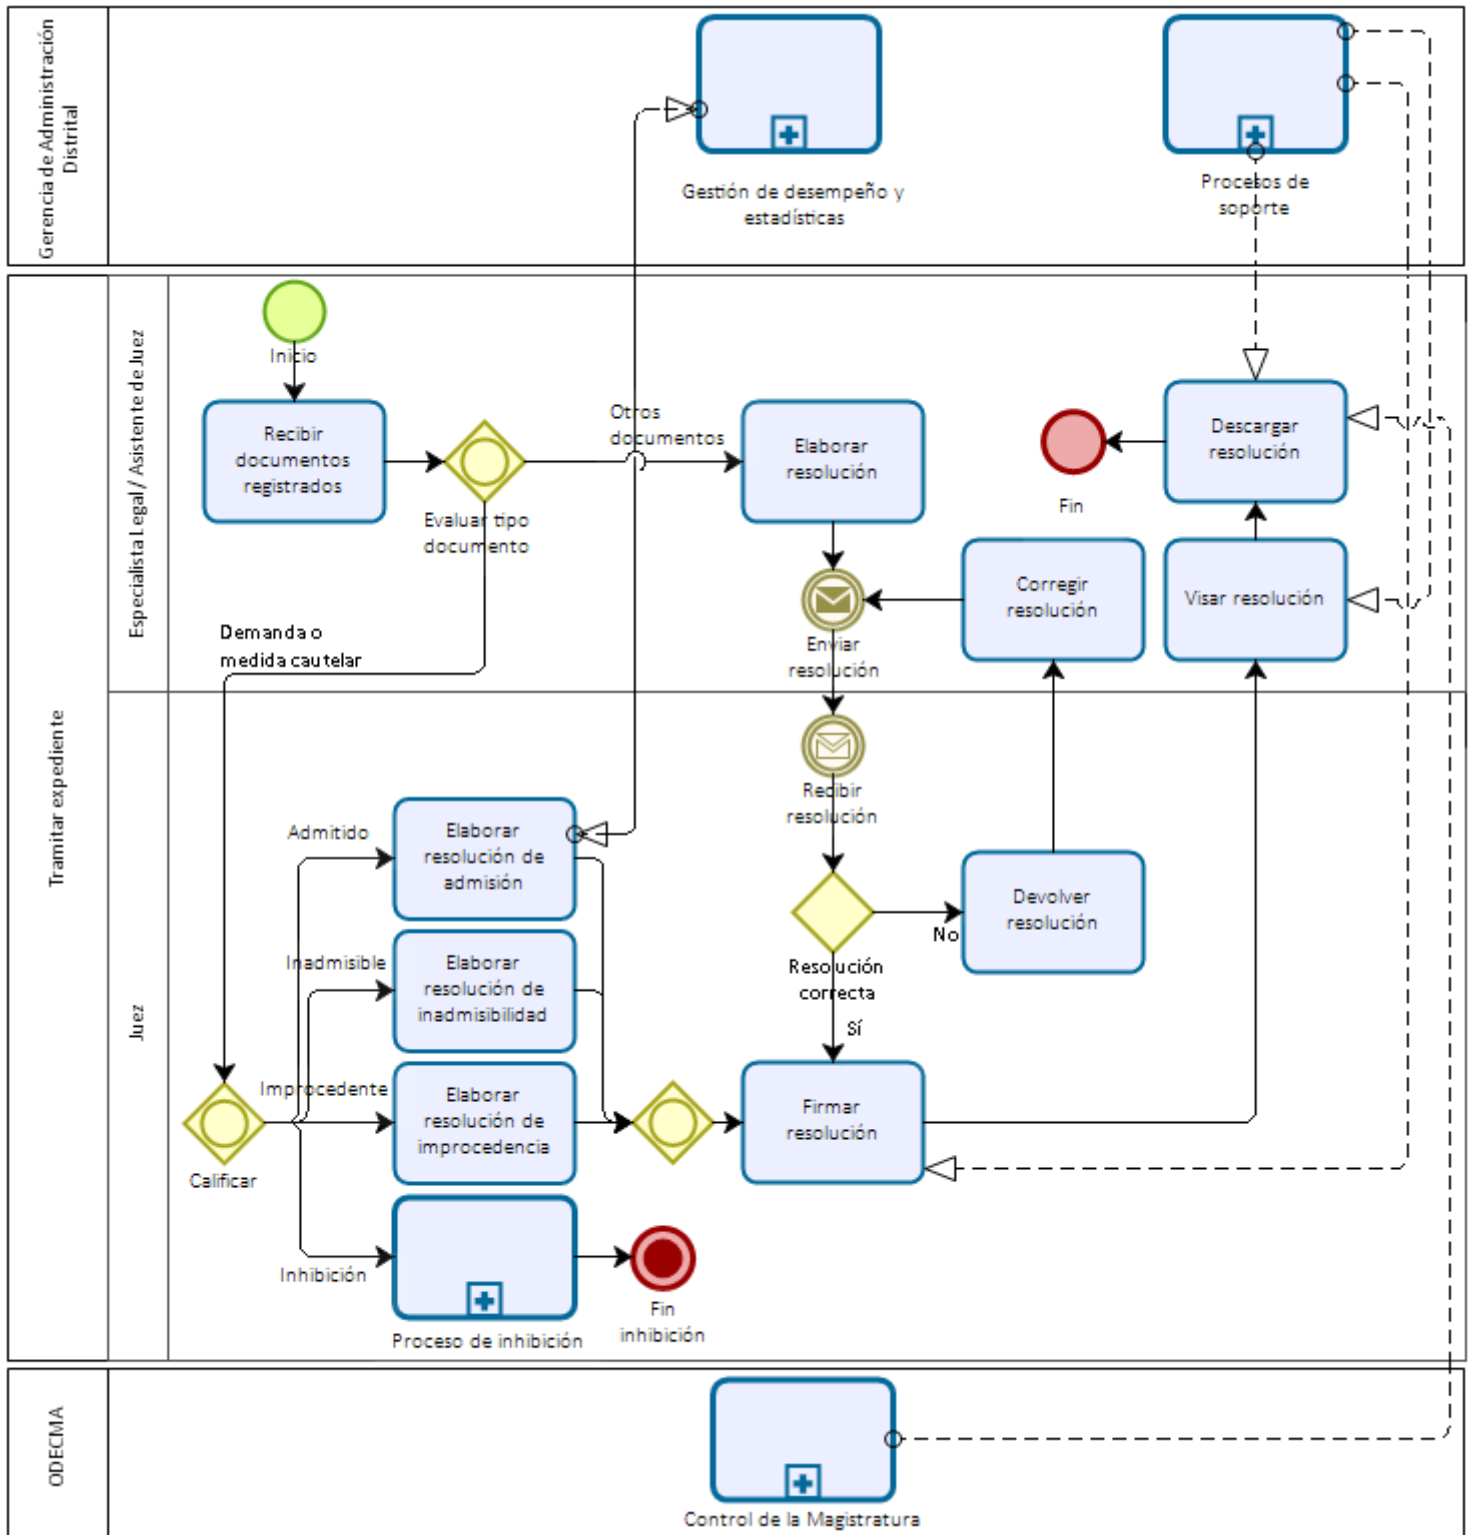 Gerencia de Administración
Distrital
Gestión de desempeño y
estadísticas
Procesos de
soporte
Tramitar expediente
Especialista Legal/ Asistente de Juez
Inicio
Recibir
documentos
registrados
Evaluar tipo
documento
Otros
documentos
Elaborar
resolución
Fin
Descargar
resolución
Demanda o
medida cautelar
Enviar
resolución
Corregir
resolución
Visar resolución
Juez
Recibir
resolución
Admitido
Elaborar
resolución de
admisión
Inadmisible
Elaborar
resolución de
inadmisibilidad
Improcedente
Elaborar
resolución de
improcedencia
Calificar
Inhibición
Proceso de inhibición
Fin
inhibición
Resolución
correcta
No
Sí
Devolver
resolución
Firmar
resolución
ODECMA
Control de la Magistratura